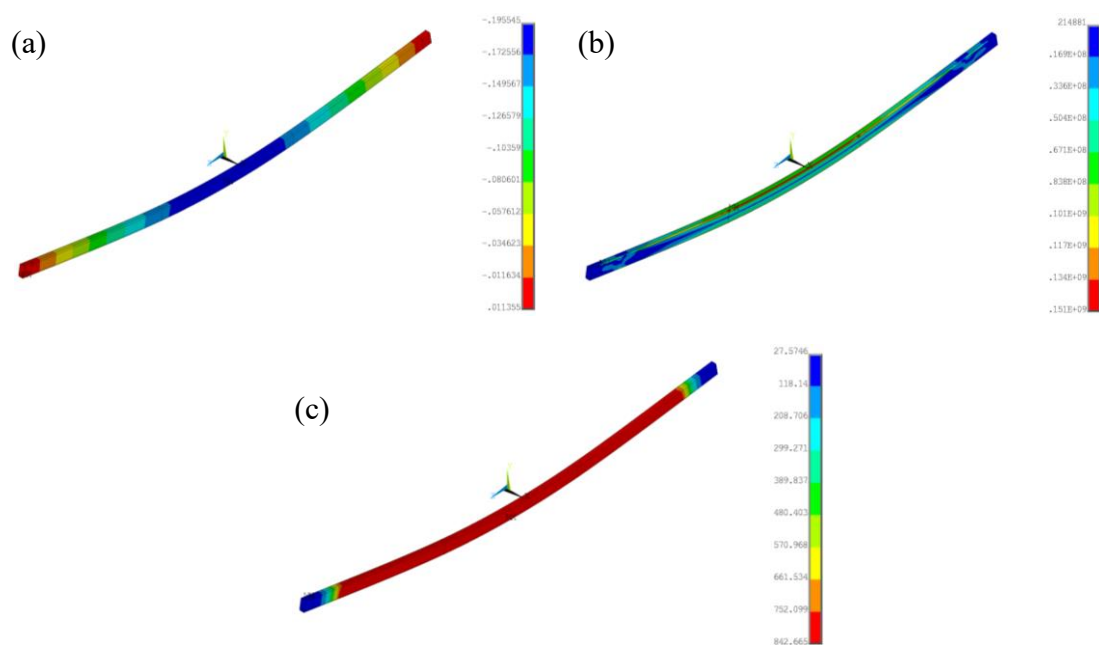 (a)
-.195545
-.172556
-.149567
-.126579
-.10359
-.080601
-.057612
-.034623
-.011634
.011355
(b)
214881
.169E+08
.336E+08
.504E+08
.671E+08
.838E+08
.101E+09
.117E+09
.134E+09
.151E+09
(c)
27.5746
118.14
208.706
299.271
389.837
480.403
570.968
661.534
752.099
842.665